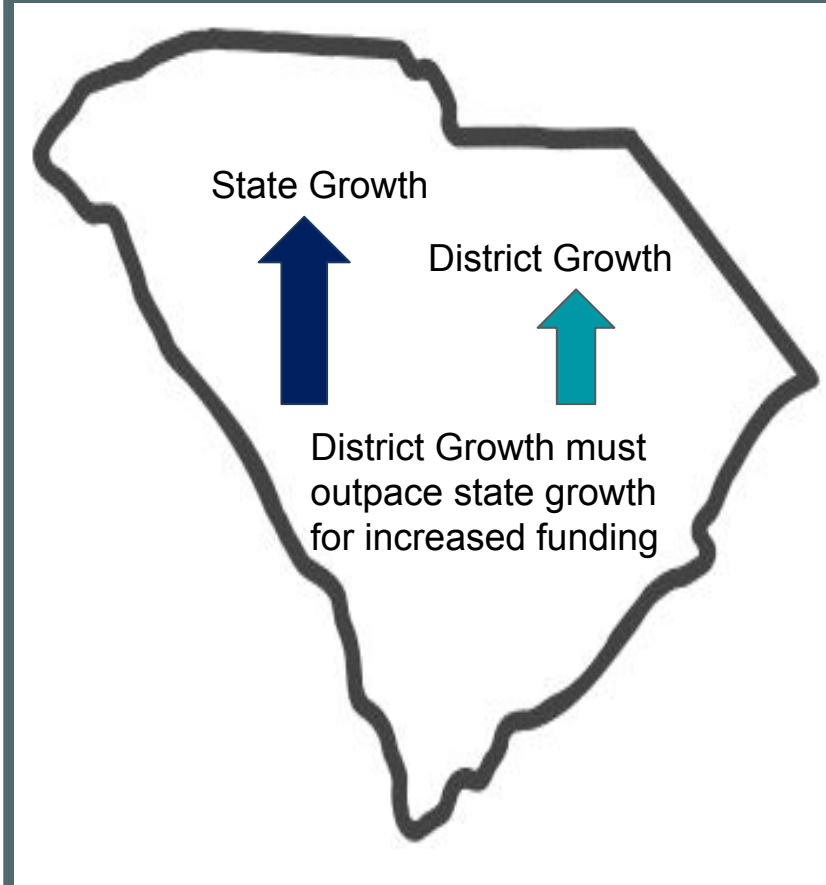 State Growth
District Growth
District Growth must
outpace state growth
for increased funding